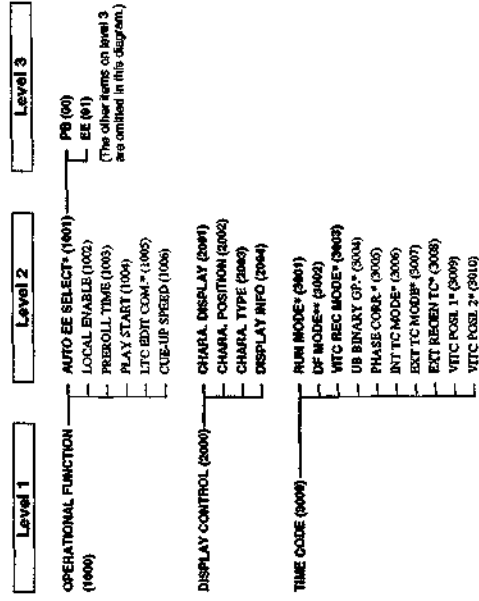 Level 1
Level 2
Level 3
OPERATIONAL FUNCTION
(1000)
AUTO EE SELECT* (1001)
LOCAL ENABLE (1002)
PREROLL TIME (1003)
PLAY START (1004)
LTC EDIT COM.* (1005)
CUE-UP SPEED (1006)
PB (00)
EE (01)
(The other items on level 3
are omitted in this diagram.)
DISPLAY CONTROL (2000)
CHARA. DISPLAY (2001)
CHARA. POSITION (2002)
CHARA. TYPE (2003)
DISPLAY INFO (2004)
TIME CODE (3000)
RUN MODE* (3001)
DF MODE** (3002)
VITC REC MODE* (3003)
UB BINARY GP.* (3004)
PHASE CORR.* (3005)
INT TC MODE* (3006)
EXT TC MODE* (3007)
EXT REGEN TC* (3008)
VITC POSI. 1* (3009)
VITC POSI. 2* (3010)